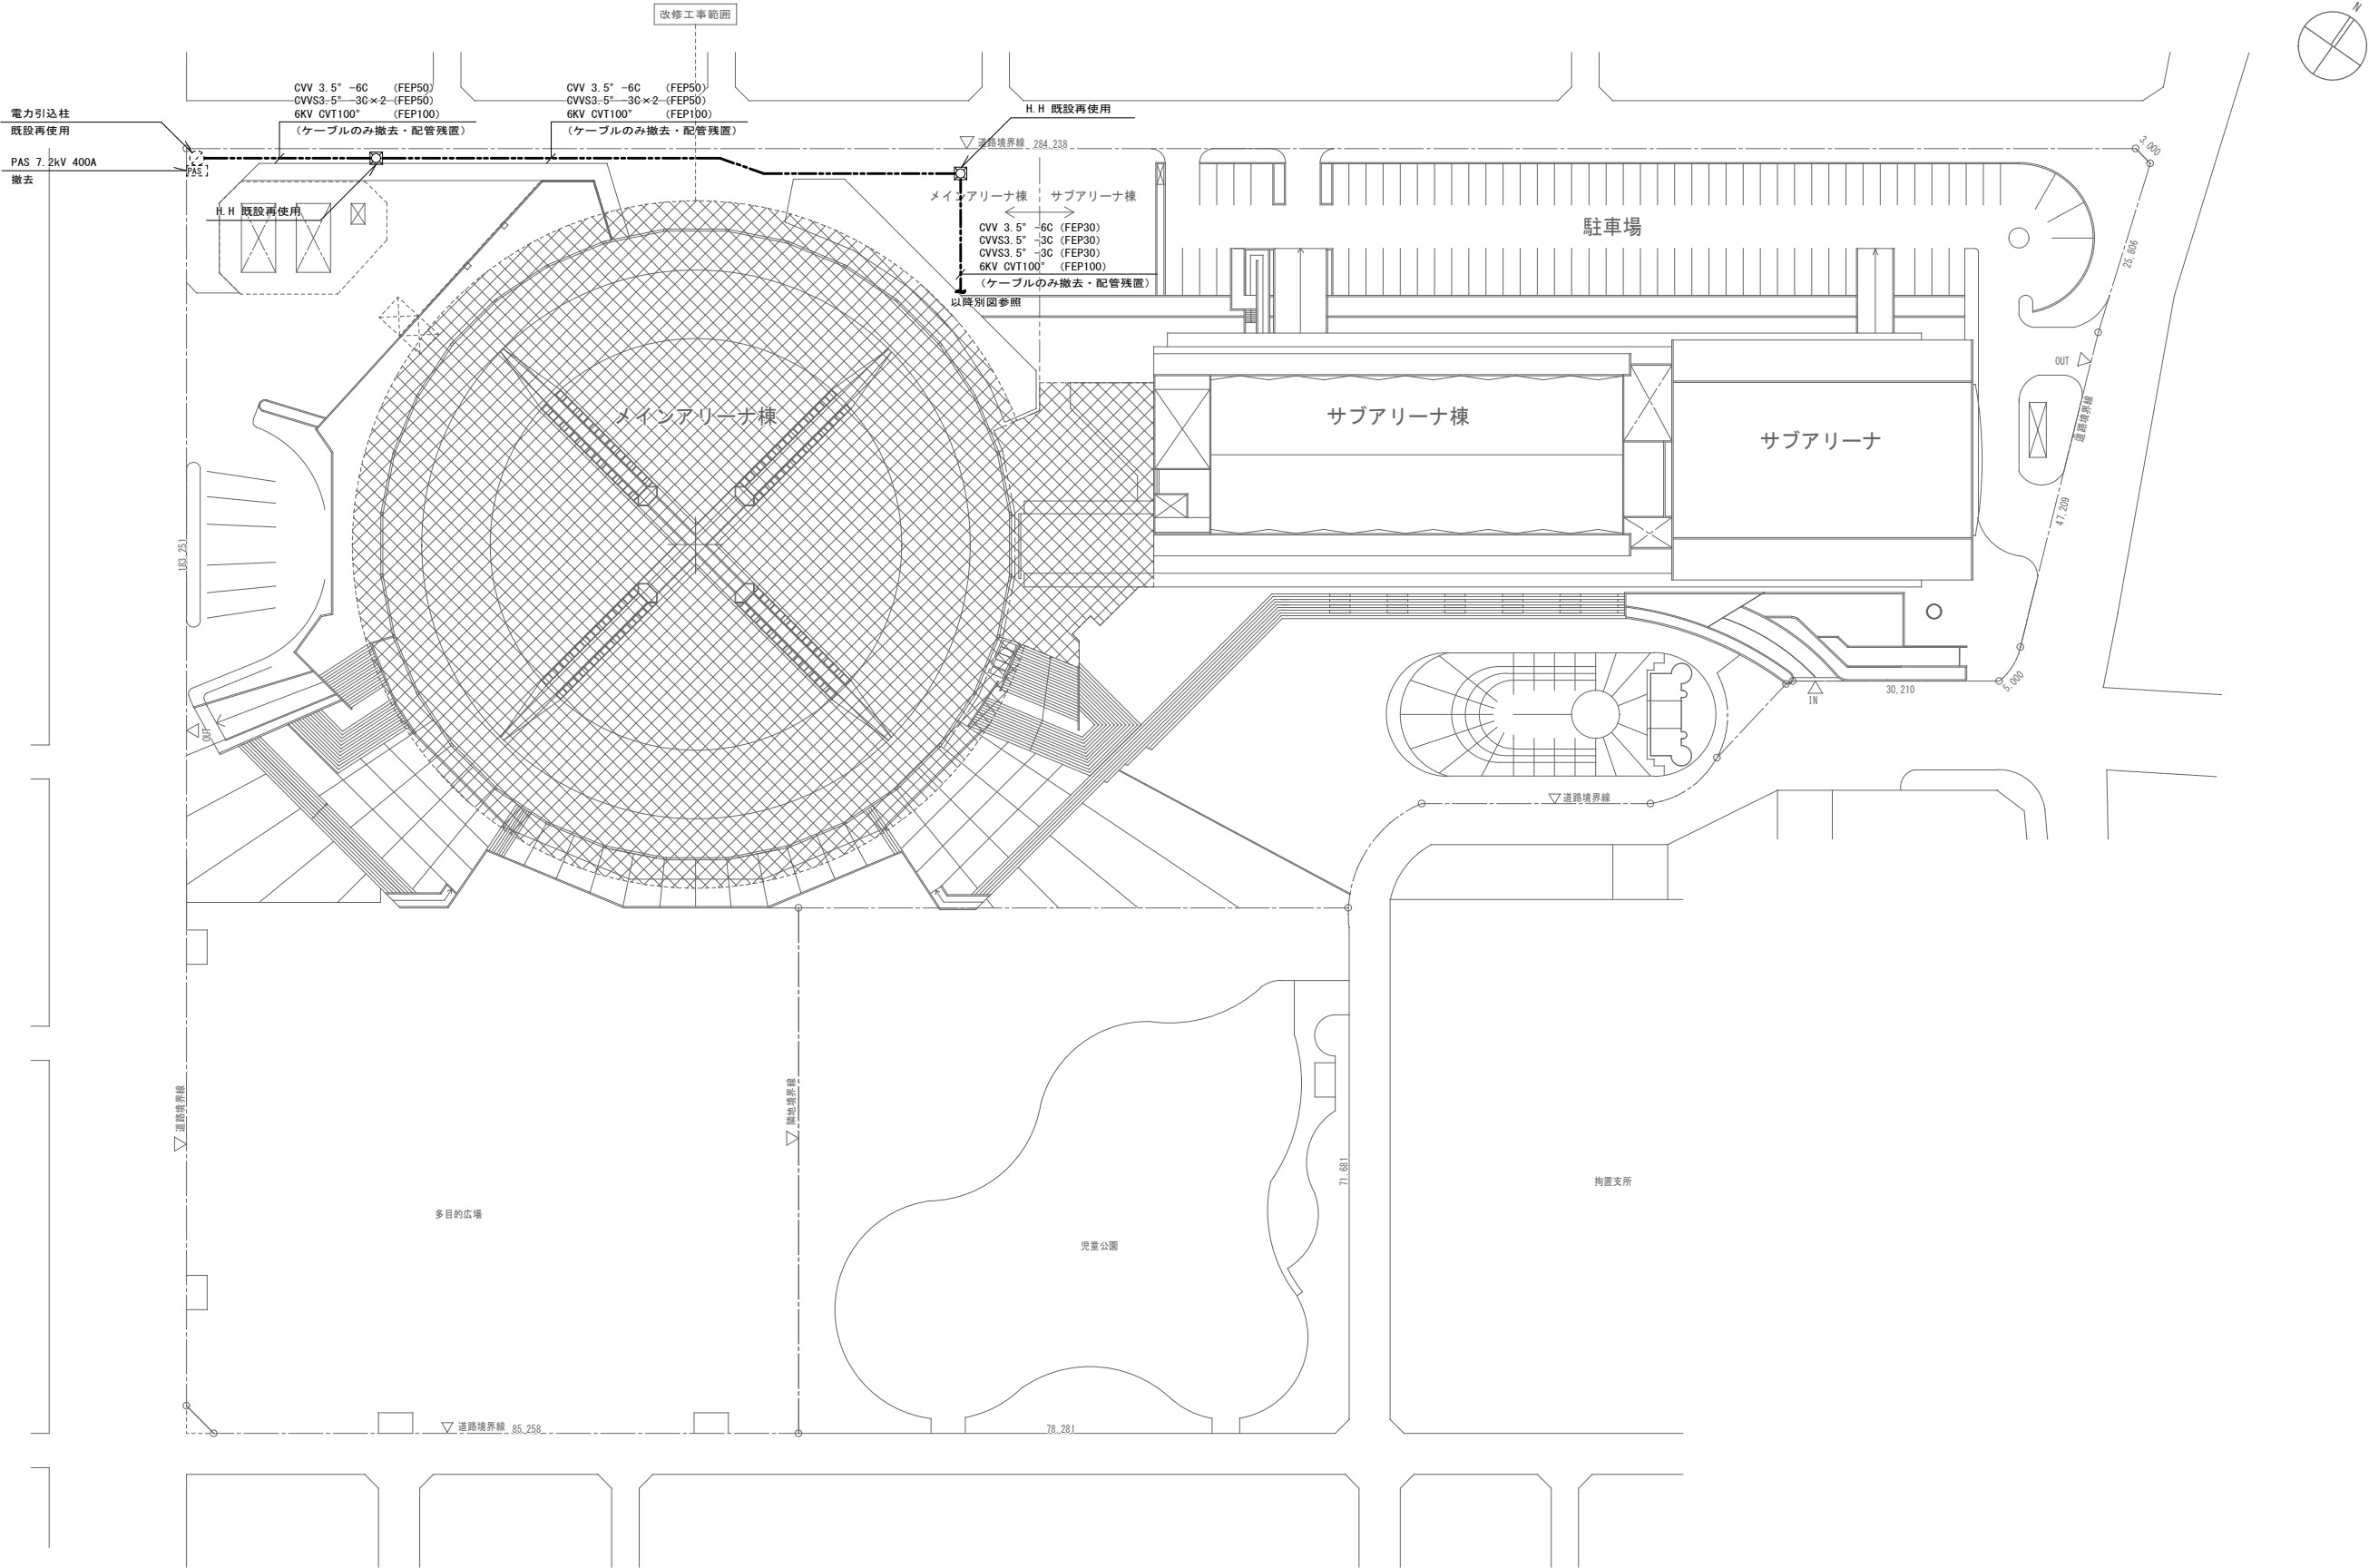 改修工事範囲
N
CVV 3.5° -6C (FEP50)
CVVS3.5° -3C×2 (FEP50)
6KV CVT100° (FEP100)
(ケーブルのみ撤去・配管残置)
CVV 3.5° -6C (FEP50)
CVVS3.5° -3C×2 (FEP50)
6KV CVT100° (FEP100)
(ケーブルのみ撤去・配管残置)
H.H 既設再使用
電力引込柱
既設再使用
PAS 7.2kV 400A
撤去
PAS
H.H 既設再使用
道路境界線 284,238
3,000
メインアリーナ棟 サブアリーナ棟
CVV 3.5° -6C (FEP30)
CVVS3.5° -3C (FEP30)
CVVS3.5° -3C (FEP30)
6KV CVT100° (FEP100)
(ケーブルのみ撤去・配管残置)
以降別図参照
駐車場
25,806
OUT
道路境界線
47,209
メインアリーナ棟
サブアリーナ棟
サブアリーナ
183,251
OUT
30,210
5,000
IN
道路境界線
道路境界線
隣地境界線
71,681
拘置支所
多目的広場
児童公園
道路境界線 85,258
78,281